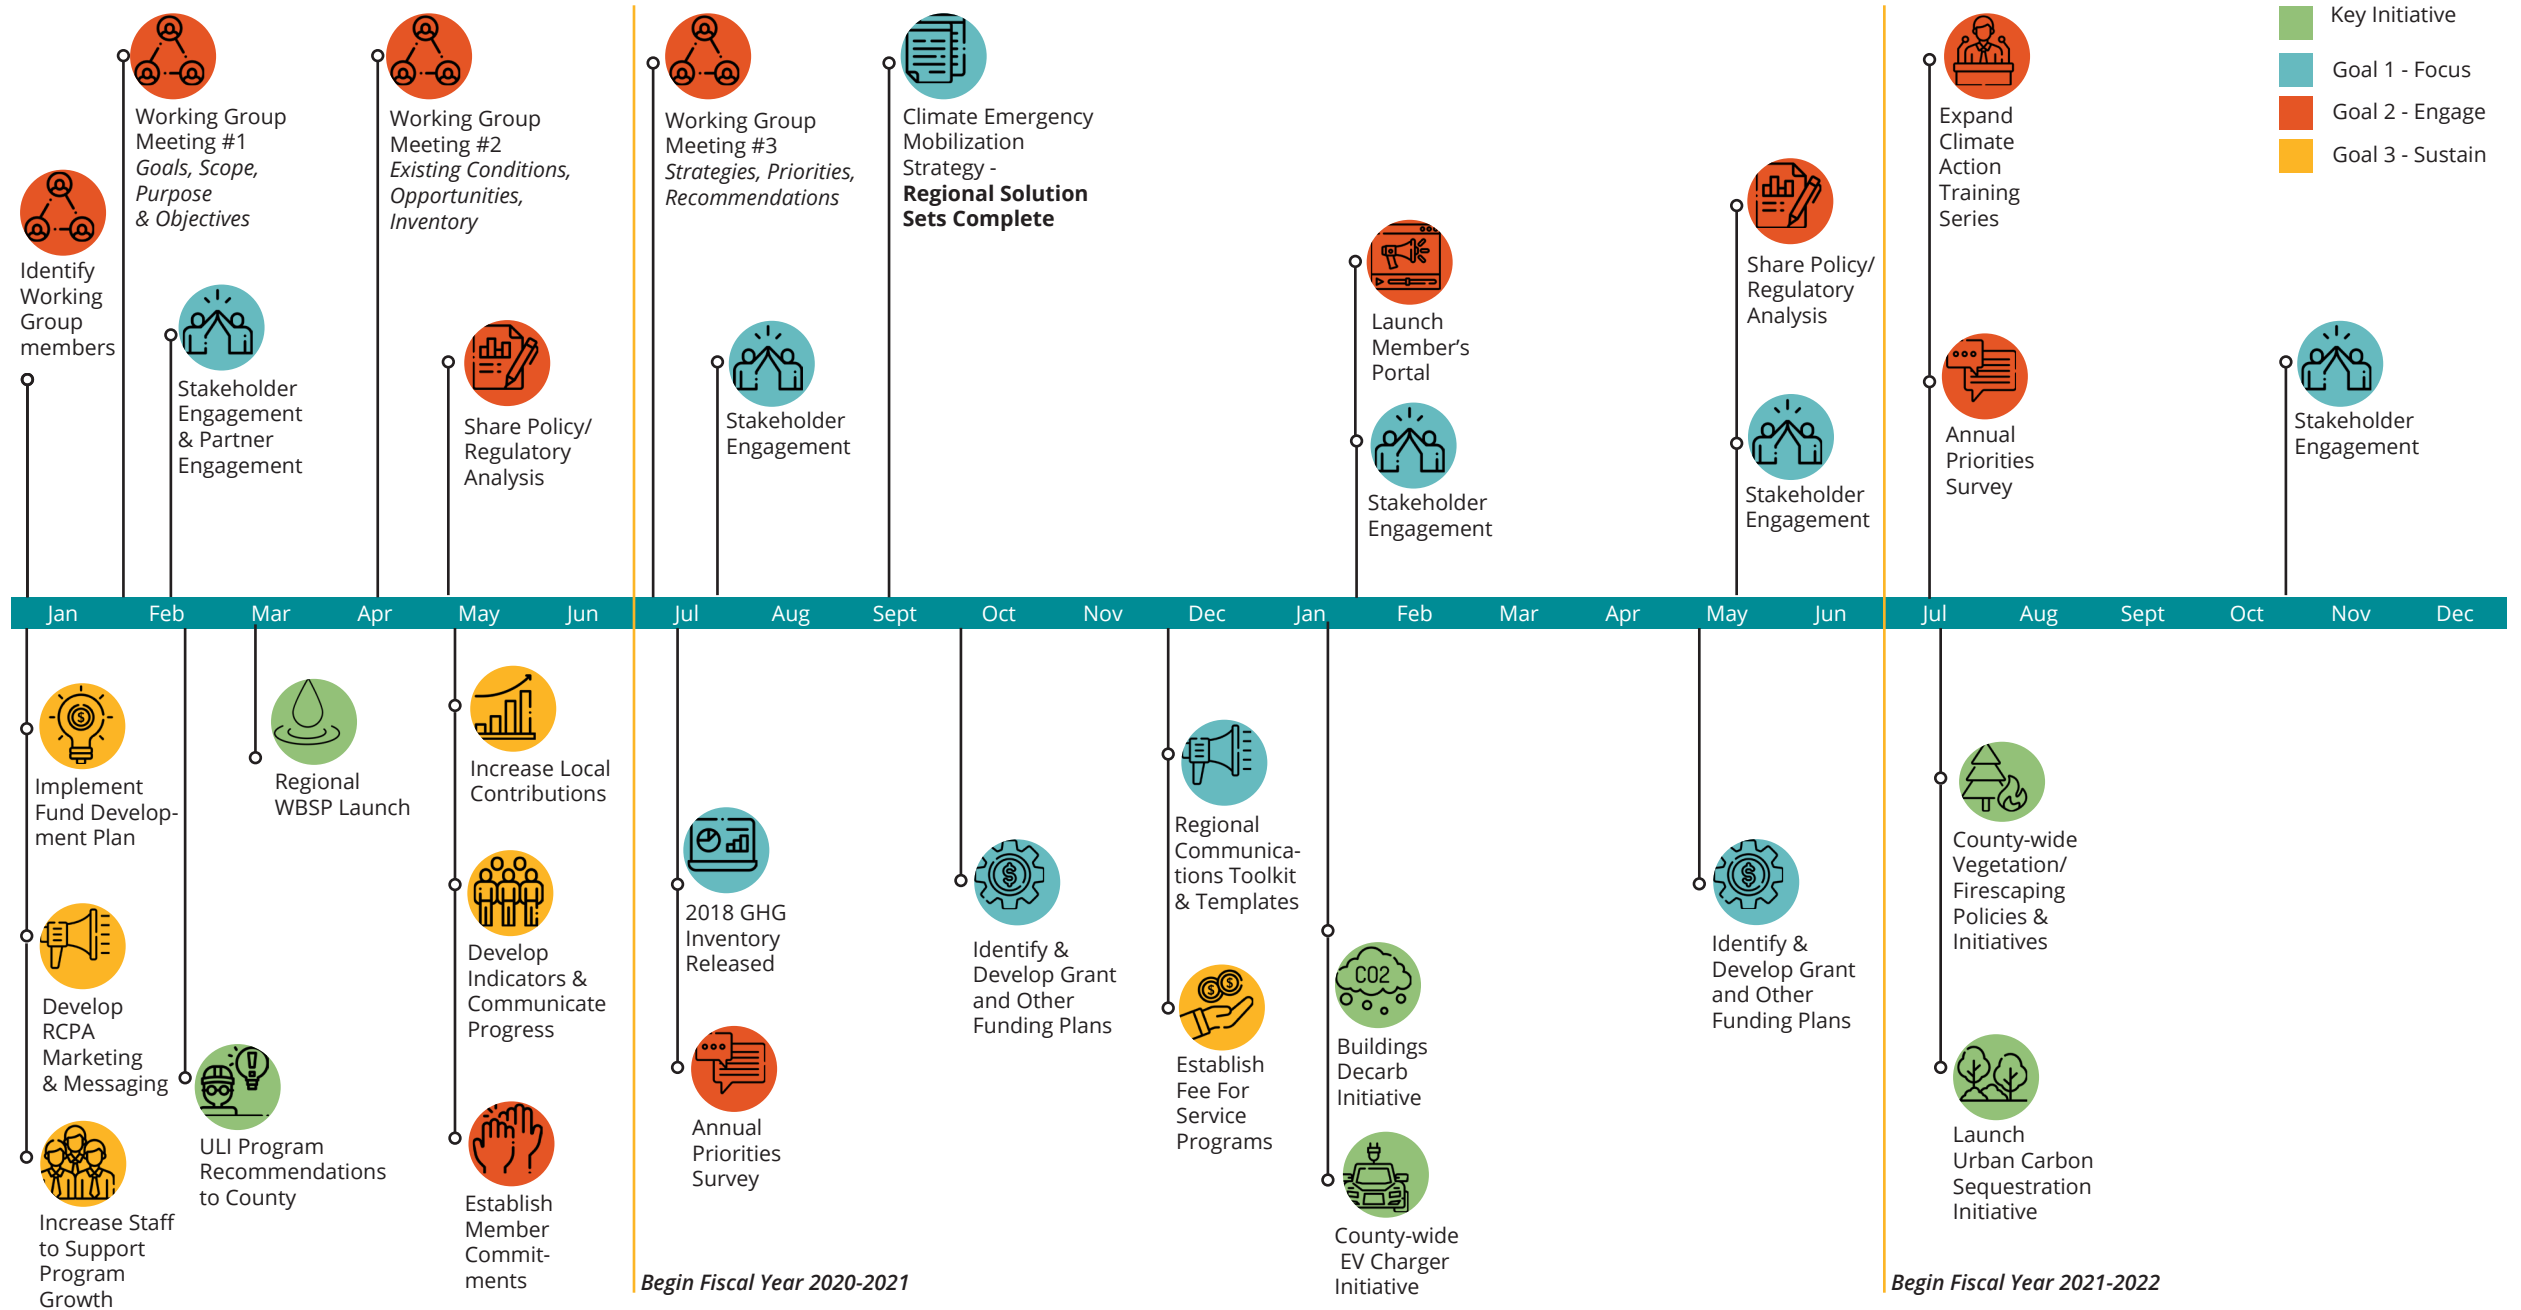 Key Initiative
Goal 1 - Focus
Goal 2 - Engage
Goal 3 - Sustain
Identify
Working
Group
members
Working Group
Meeting #1
Goals, Scope,
Purpose
& Objectives
Stakeholder
Engagement
& Partner
Engagement
Working Group
Meeting #2
Existing Conditions,
Opportunities,
Inventory
Share Policy/
Regulatory
Analysis
Working Group
Meeting #3
Strategies, Priorities,
Recommendations
Stakeholder
Engagement
Climate Emergency
Mobilization
Strategy -
Regional Solution
Sets Complete
Launch
Member’s
Portal
Stakeholder
Engagement
Share Policy/
Regulatory
Analysis
Stakeholder
Engagement
Expand
Climate
Action
Training
Series
Annual
Priorities
Survey
Stakeholder
Engagement
Jan Feb Mar Apr May Jun Jul Aug Sept Oct Nov Dec Jan Feb Mar Apr May Jun Jul Aug Sept Oct Nov Dec
Implement
Fund Develop-
ment Plan
Develop
RCPA
Marketing
& Messaging
Increase Staff
to Support
Program
Growth
ULI Program
Recommendations
to County
Regional
WBSP Launch
Increase Local
Contributions
Develop
Indicators &
Communicate
Progress
Establish
Member
Commit-
ments
2018 GHG
Inventory
Released
Annual
Priorities
Survey
Identify &
Develop Grant
and Other
Funding Plans
Regional
Communica-
tions Toolkit
& Templates
Establish
Fee For
Service
Programs
CO2
Buildings
Decarb
Initiative
County-wide
EV Charger
Initiative
Identify &
Develop Grant
and Other
Funding Plans
County-wide
Vegetation/
Firescaping
Policies &
Initiatives
Launch
Urban Carbon
Sequestration
Initiative
Begin Fiscal Year 2020-2021
Begin Fiscal Year 2021-2022